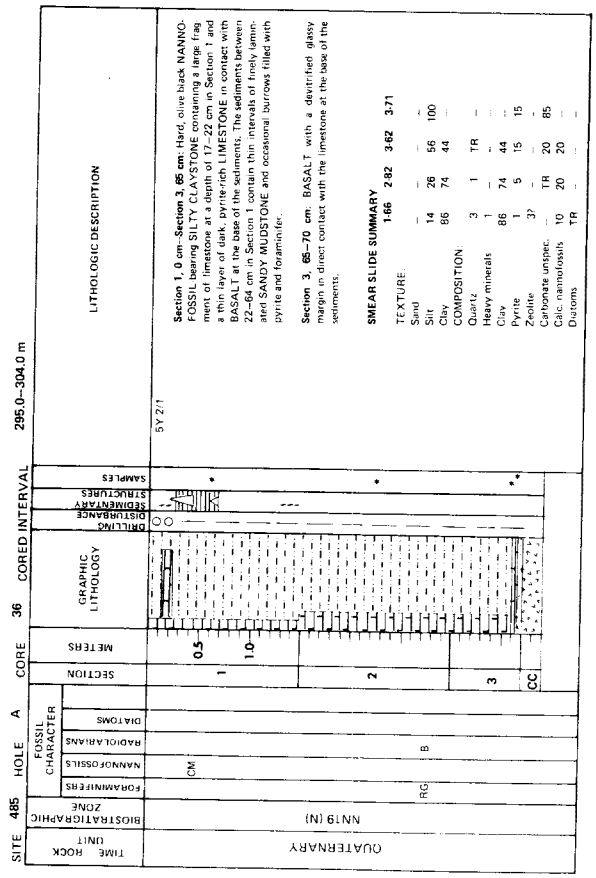 SITE 485 HOLE A CORE 36 CORED INTERVAL 295.0–304.0 m
TIME – ROCK UNIT
BIOSTRATIGRAPHIC ZONE
FOSSIL CHARACTER
FORAMINIFERS
NANNOFOSSILS
RADIOLARIANS
DIATOMS
SECTION
METERS
GRAPHIC LITHOLOGY
DRILLING DISTURBANCE
SEDIMENTARY STRUCTURES
SAMPLES
LITHOLOGIC DESCRIPTION
QUATERNARY
NN19 (N)
RG
CM
B
1
2
3
CC
0.5
1.0
*
*
*
*
5Y 2/1
Section 1, 0 cm–Section 3, 65 cm: Hard, olive black NANNO-
FOSSIL bearing SILTY CLAYSTONE containing a large frag
ment of limestone at a depth of 17–22 cm in Section 1 and
a thin layer of dark, pyrite-rich LIMESTONE in contact with
BASALT at the base of the sediments. The sediments between
22–64 cm in Section 1 contain thin intervals of finely lamin-
ated SANDY MUDSTONE and occasional burrows filled with
pyrite and foraminifer.
Section 3, 65–70 cm: BASALT with a devitrified glassy
margin in direct contact with the limestone at the base of the
sediments.
SMEAR SLIDE SUMMARY
1-66 2-82 3-62 3-71
TEXTURE:
Sand – – – –
Silt 14 26 56 100
Clay 86 74 44 –
COMPOSITION:
Quartz 3 1 TR –
Heavy minerals 1 – – –
Clay 86 74 44 –
Pyrite 1 5 15 15
Zeolite 3? – – –
Carbonate unspec. – TR 20 85
Calc. nannofossils 10 20 20 –
Diatoms TR – – –